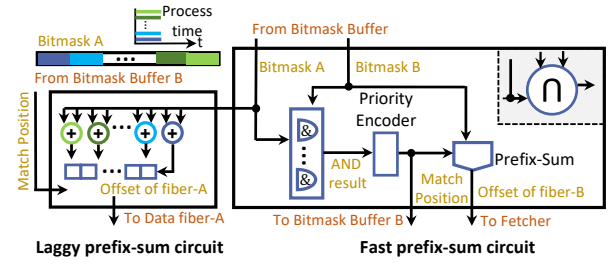 Process
time
t
Bitmask A
...
From Bitmask Buffer B
From Bitmask Buffer
Bitmask A
Bitmask B
Match Position
+ + ... + +
Offset of fiber-A
To Data fiber-A
Laggy prefix-sum circuit
&
...
&
AND
result
Priority
Encoder
Match
Position
Prefix-Sum
Offset of fiber-B
∩
To Bitmask Buffer B
To Fetcher
Fast prefix-sum circuit